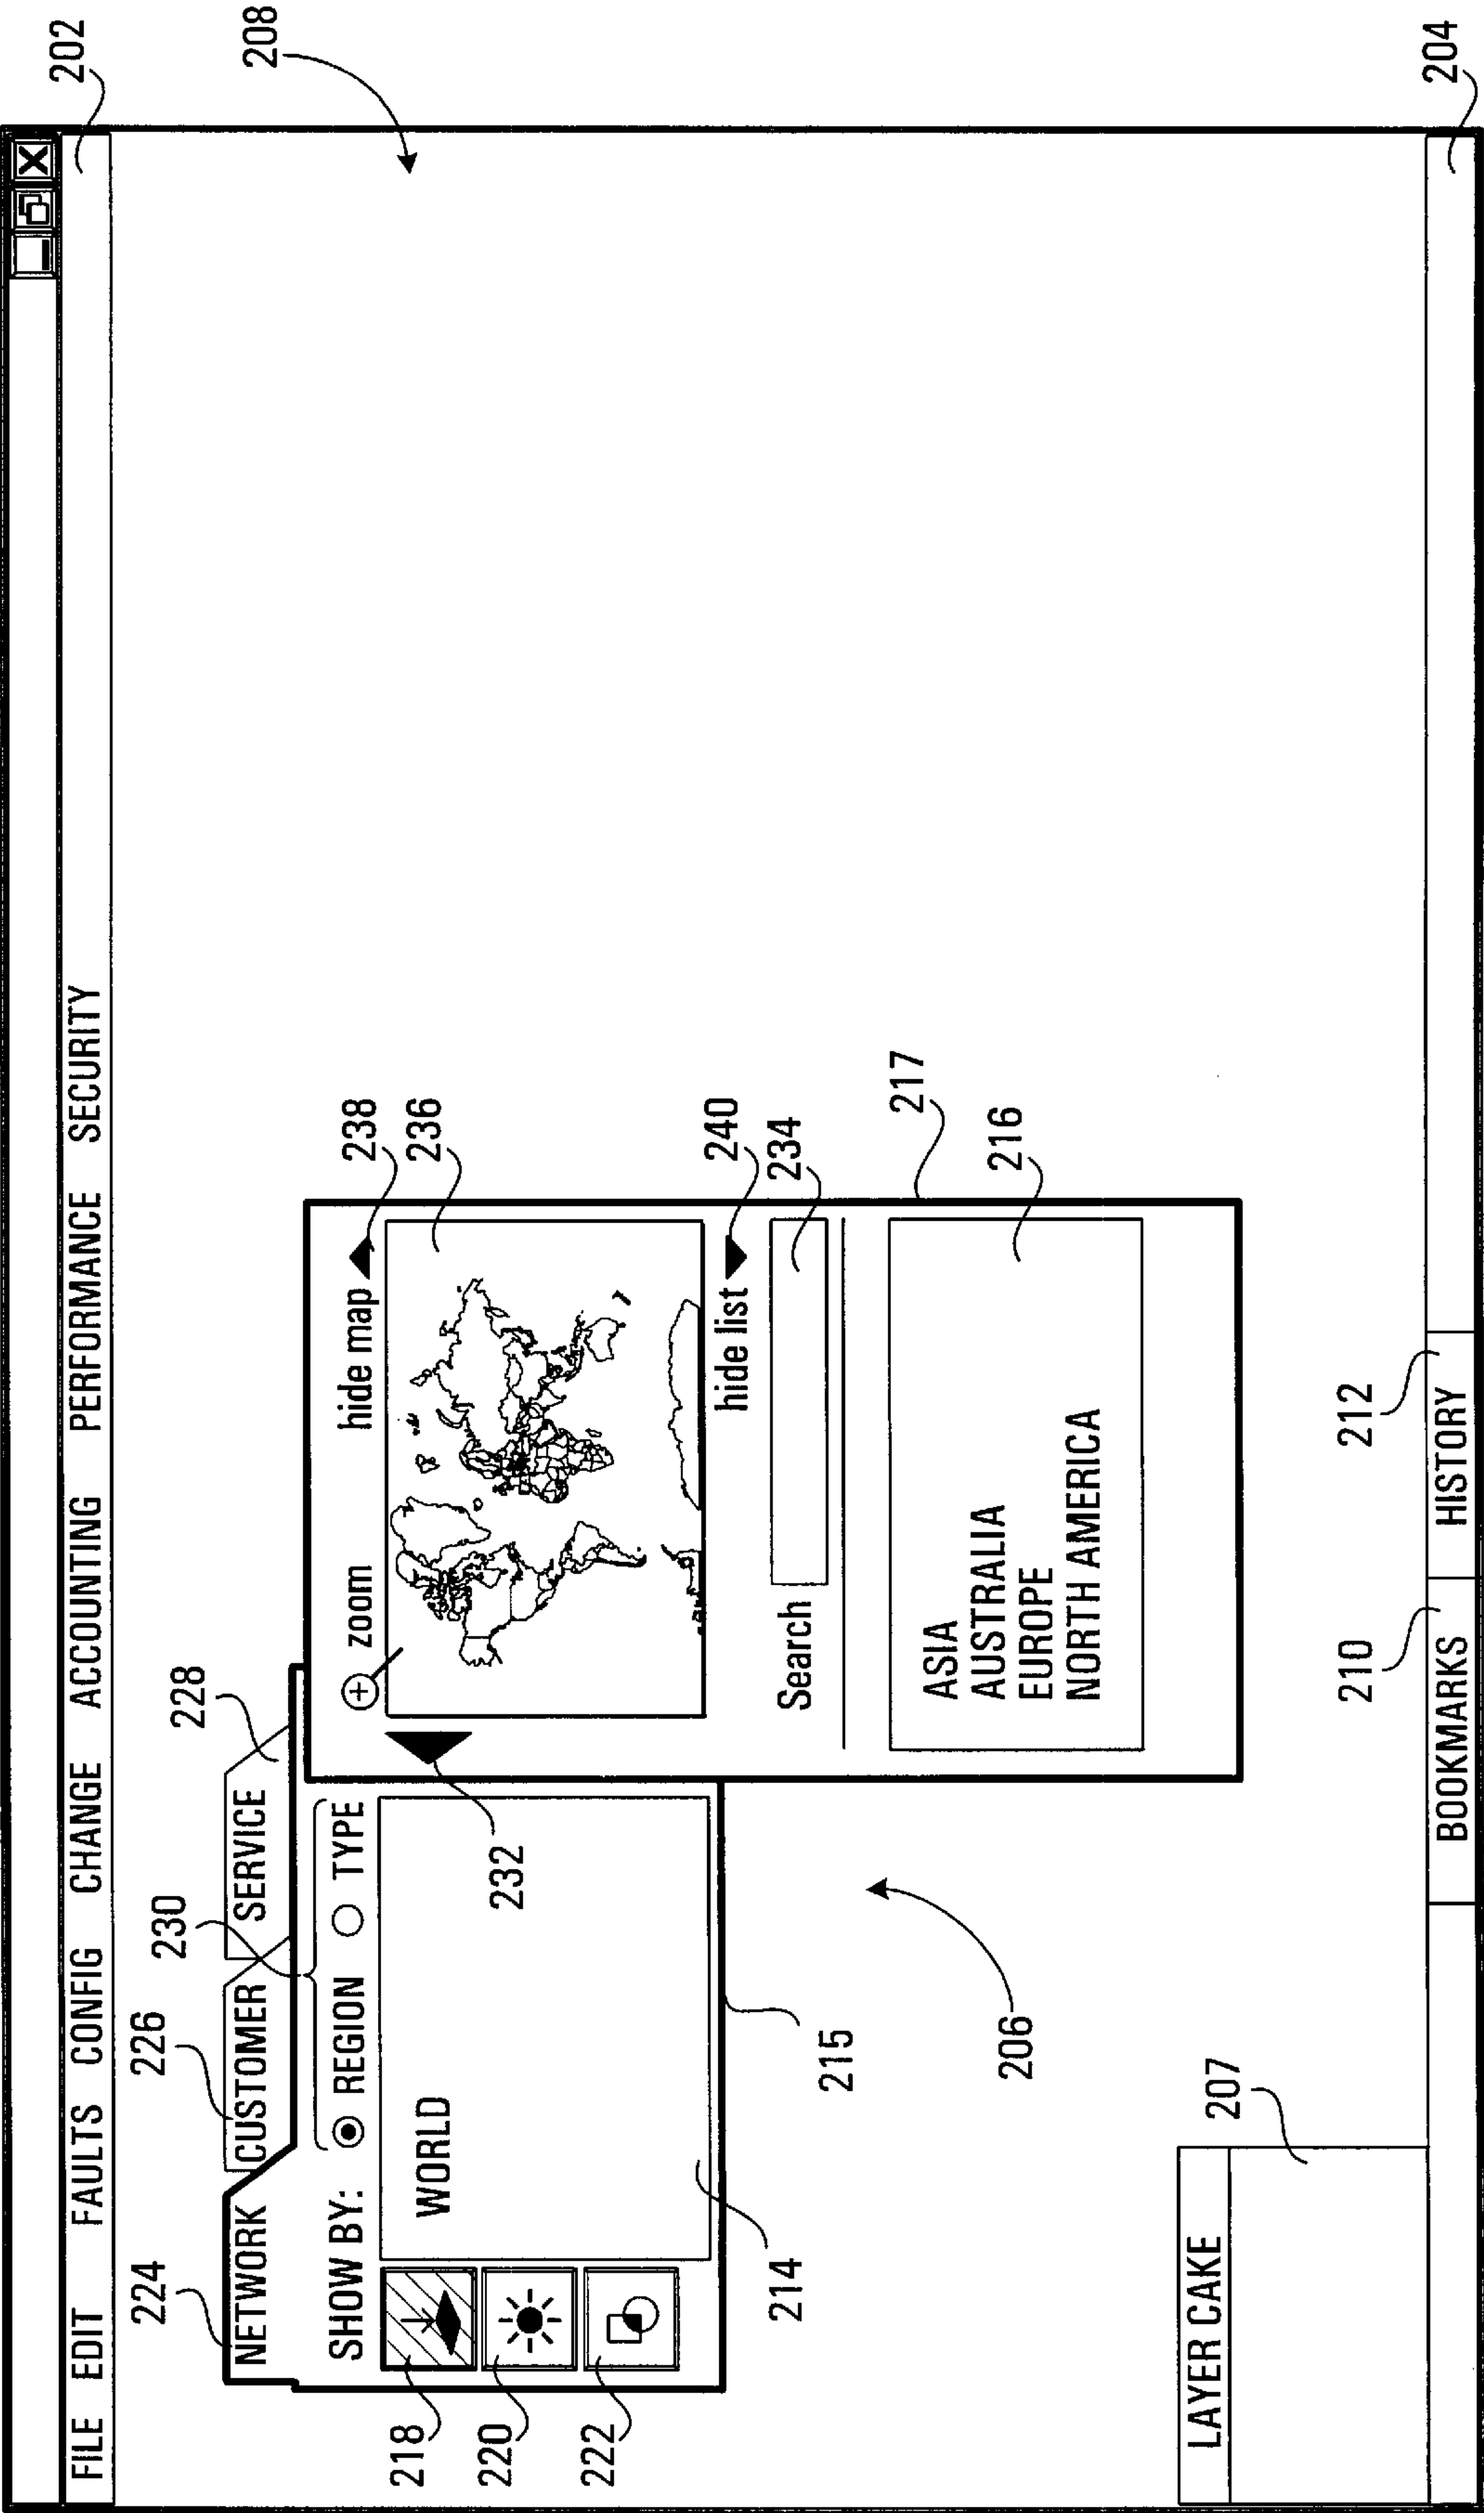 202
208
FILE EDIT FAULTS CONFIG CHANGE ACCOUNTING PERFORMANCE SECURITY
224
226
230
228
NETWORK CUSTOMER SERVICE
SHOW BY: REGION TYPE
zoom
hide map
238
236
218
220
222
WORLD
232
hide list
240
Search
234
214
215
217
ASIA
AUSTRALIA
EUROPE
NORTH AMERICA
216
206
LAYER CAKE
207
210
212
BOOKMARKS
HISTORY
204